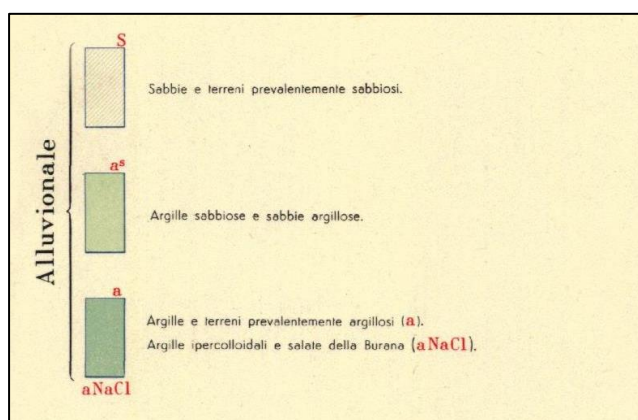 Alluvionale
S
Sabbie e terreni prevalentemente sabbiosi.
aˢ
Argille sabbiose e sabbie argillose.
a
Argille e terreni prevalentemente argillosi (a).
Argille ipercolloidali e salate della Burana (aNaCl).
aNaCl